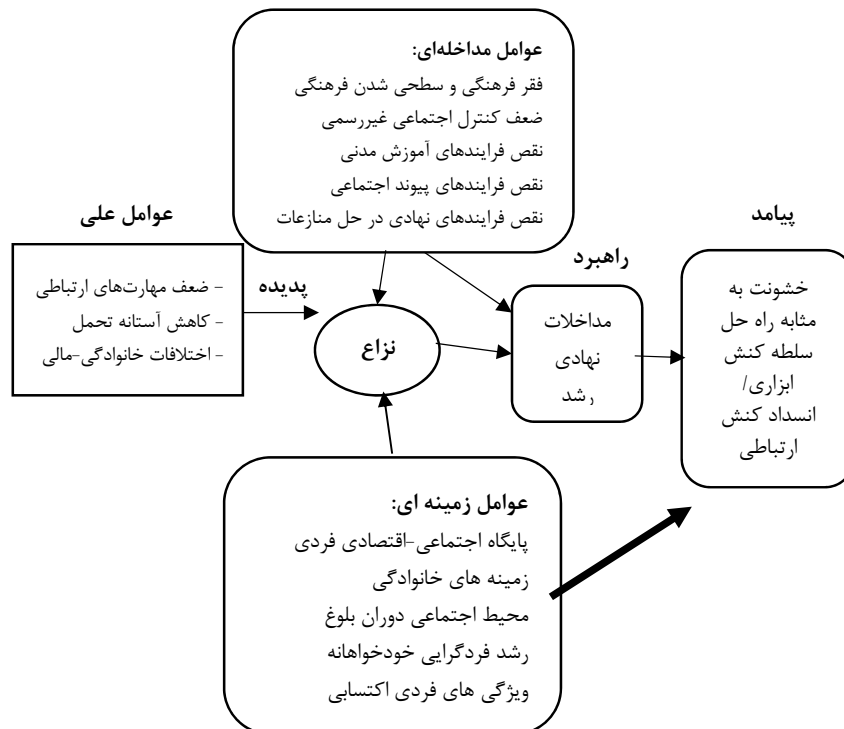 عوامل مداخله‌ای:
فقر فرهنگی و سطحی شدن فرهنگی
ضعف کنترل اجتماعی غیررسمی
نقص فرایندهای آموزش مدنی
نقص فرایندهای پیوند اجتماعی
نقص فرایندهای نهادی در حل منازعات
عوامل علی
- ضعف مهارت‌های ارتباطی
- کاهش آستانه تحمل
- اختلافات خانوادگی-مالی
پدیده
نزاع
راهبرد
مداخلات
نهادی
رشد
پیامد
خشونت به
مثابه راه حل
سلطه کنش
ابزاری/
انسداد کنش
ارتباطی
عوامل زمینه ای:
پایگاه اجتماعی-اقتصادی فردی
زمینه های خانوادگی
محیط اجتماعی دوران بلوغ
رشد فردگرایی خودخواهانه
ویژگی های فردی اکتسابی